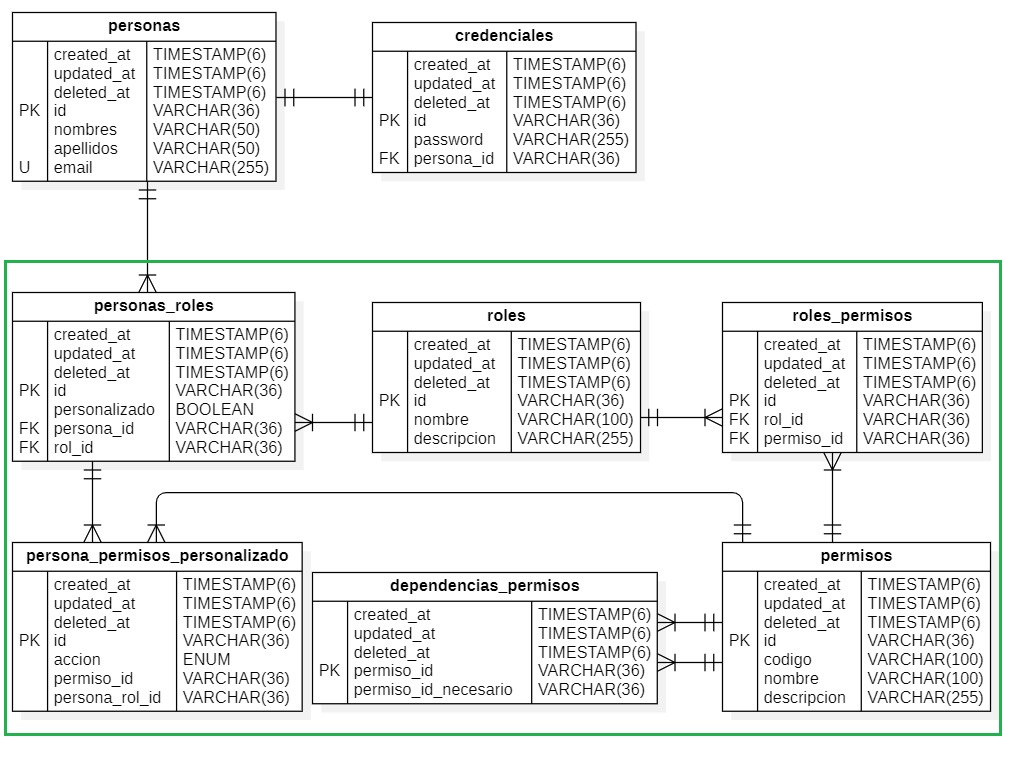 personas
created_at TIMESTAMP(6)
updated_at TIMESTAMP(6)
deleted_at TIMESTAMP(6)
PK id VARCHAR(36)
nombres VARCHAR(50)
apellidos VARCHAR(50)
U email VARCHAR(255)
credenciales
created_at TIMESTAMP(6)
updated_at TIMESTAMP(6)
deleted_at TIMESTAMP(6)
PK id VARCHAR(36)
password VARCHAR(255)
FK persona_id VARCHAR(36)
personas_roles
created_at TIMESTAMP(6)
updated_at TIMESTAMP(6)
deleted_at TIMESTAMP(6)
PK id VARCHAR(36)
personalizado BOOLEAN
FK persona_id VARCHAR(36)
FK rol_id VARCHAR(36)
roles
created_at TIMESTAMP(6)
updated_at TIMESTAMP(6)
deleted_at TIMESTAMP(6)
PK id VARCHAR(36)
nombre VARCHAR(100)
descripcion VARCHAR(255)
roles_permisos
created_at TIMESTAMP(6)
updated_at TIMESTAMP(6)
deleted_at TIMESTAMP(6)
PK id VARCHAR(36)
FK rol_id VARCHAR(36)
FK permiso_id VARCHAR(36)
persona_permisos_personalizado
created_at TIMESTAMP(6)
updated_at TIMESTAMP(6)
deleted_at TIMESTAMP(6)
PK id VARCHAR(36)
accion ENUM
permiso_id VARCHAR(36)
persona_rol_id VARCHAR(36)
dependencias_permisos
created_at TIMESTAMP(6)
updated_at TIMESTAMP(6)
deleted_at TIMESTAMP(6)
PK permiso_id VARCHAR(36)
permiso_id_necesario VARCHAR(36)
permisos
created_at TIMESTAMP(6)
updated_at TIMESTAMP(6)
deleted_at TIMESTAMP(6)
PK id VARCHAR(36)
codigo VARCHAR(100)
nombre VARCHAR(100)
descripcion VARCHAR(255)